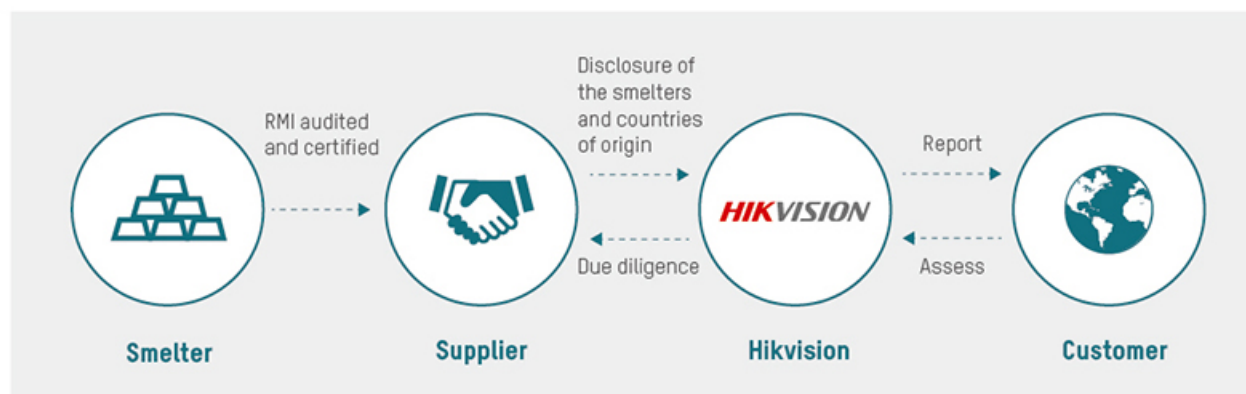 RMI audited
and certified
Disclosure of
the smelters
and countries
of origin
Due diligence
HIKVISION
Report
Assess
Smelter
Supplier
Hikvision
Customer